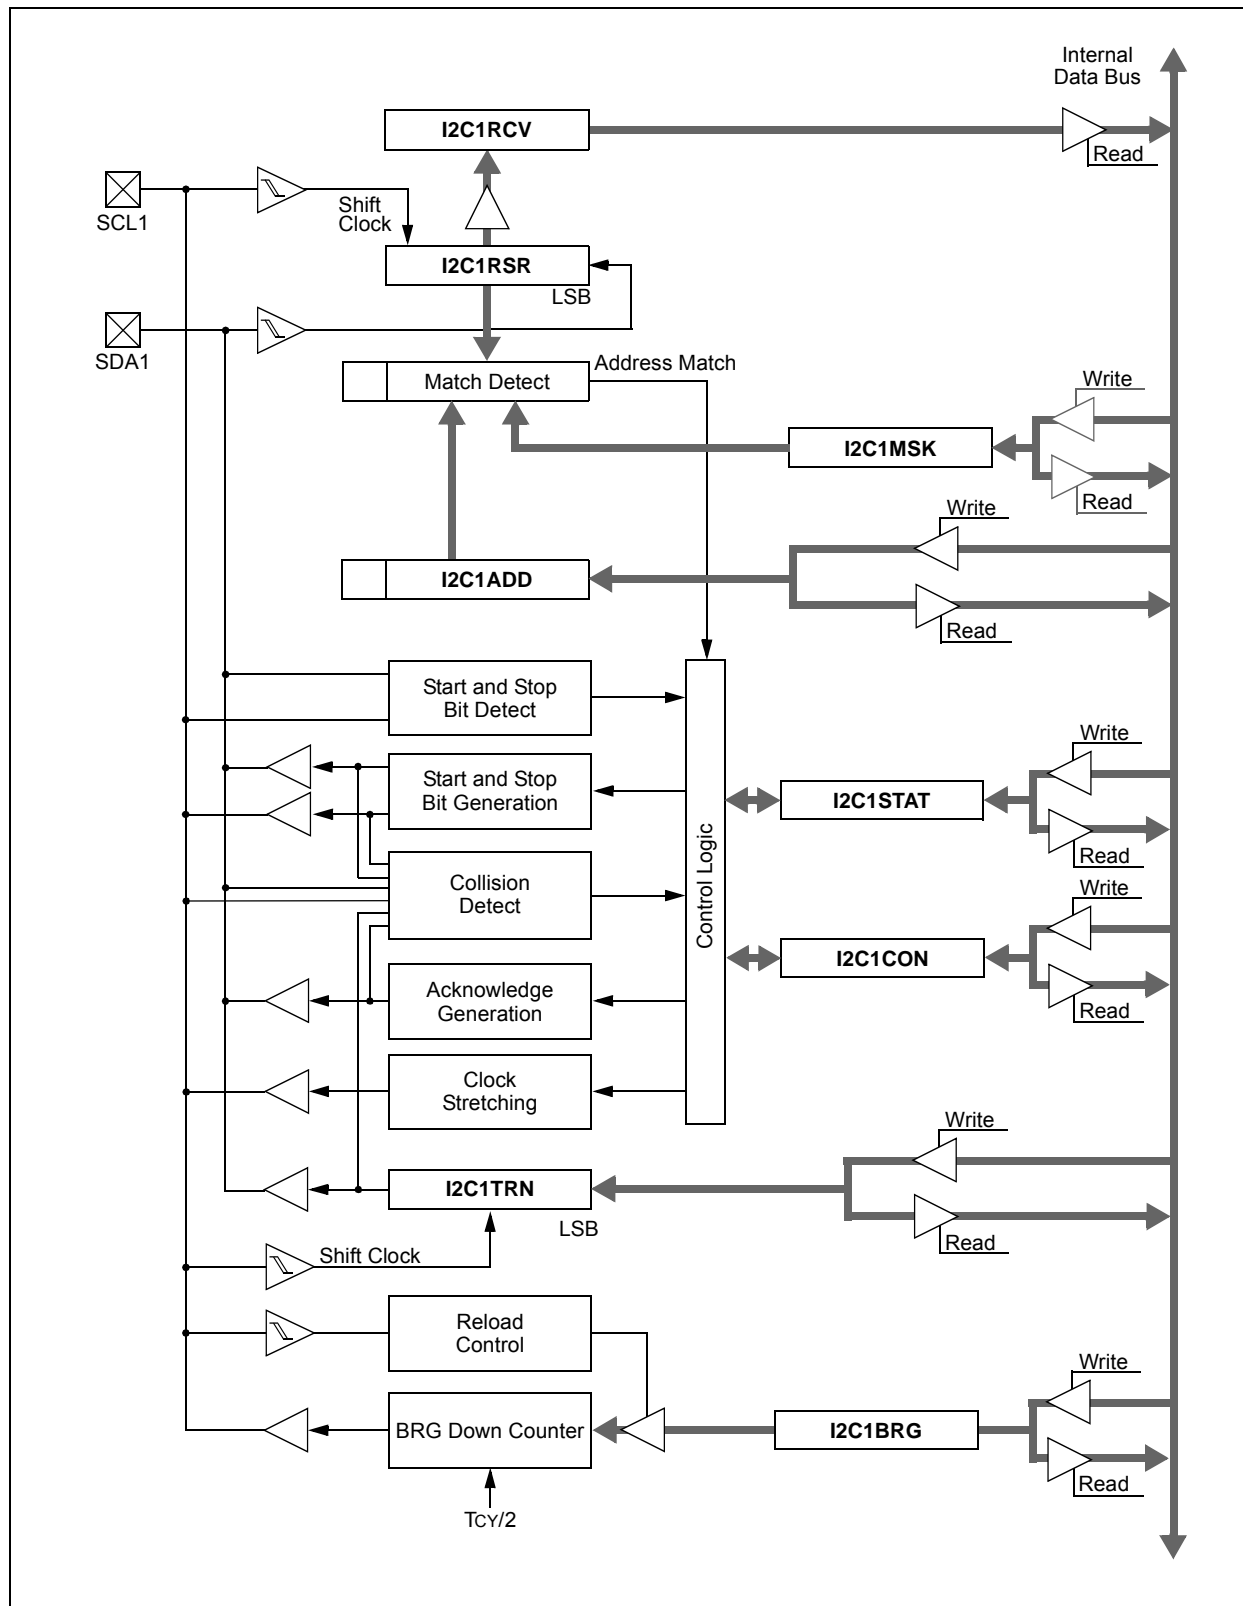 Internal
Data Bus
I2C1RCV
Read
SCL1
Shift
Clock
I2C1RSR
LSB
SDA1
Address Match
Match Detect
Write
I2C1MSK
Read
Write
I2C1ADD
Read
Start and Stop
Bit Detect
Start and Stop
Bit Generation
Collision
Detect
Acknowledge
Generation
Clock
Stretching
Control Logic
Write
I2C1STAT
Read
Write
I2C1CON
Read
Write
I2C1TRN
LSB
Read
Shift Clock
Reload
Control
Write
BRG Down Counter
I2C1BRG
Read
TCY/2